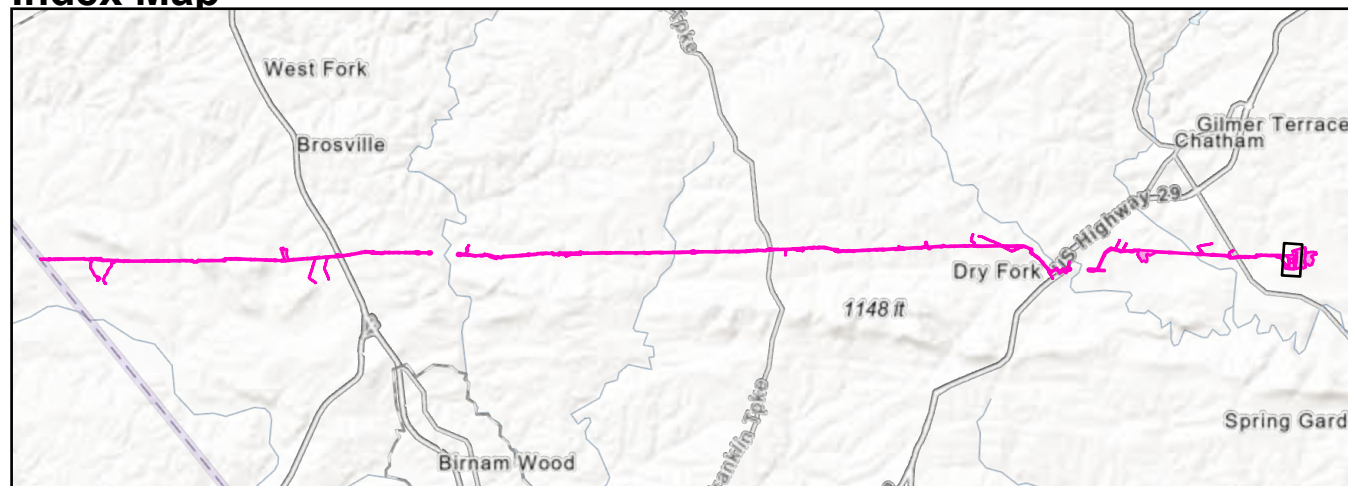 Index Map
West Fork
Brosville
Tpke
Gilmer Terrace
Chatham
US Highway 29
Dry Fork
1148 ft
Franklin Tpke
Spring Gard
Birnam Wood